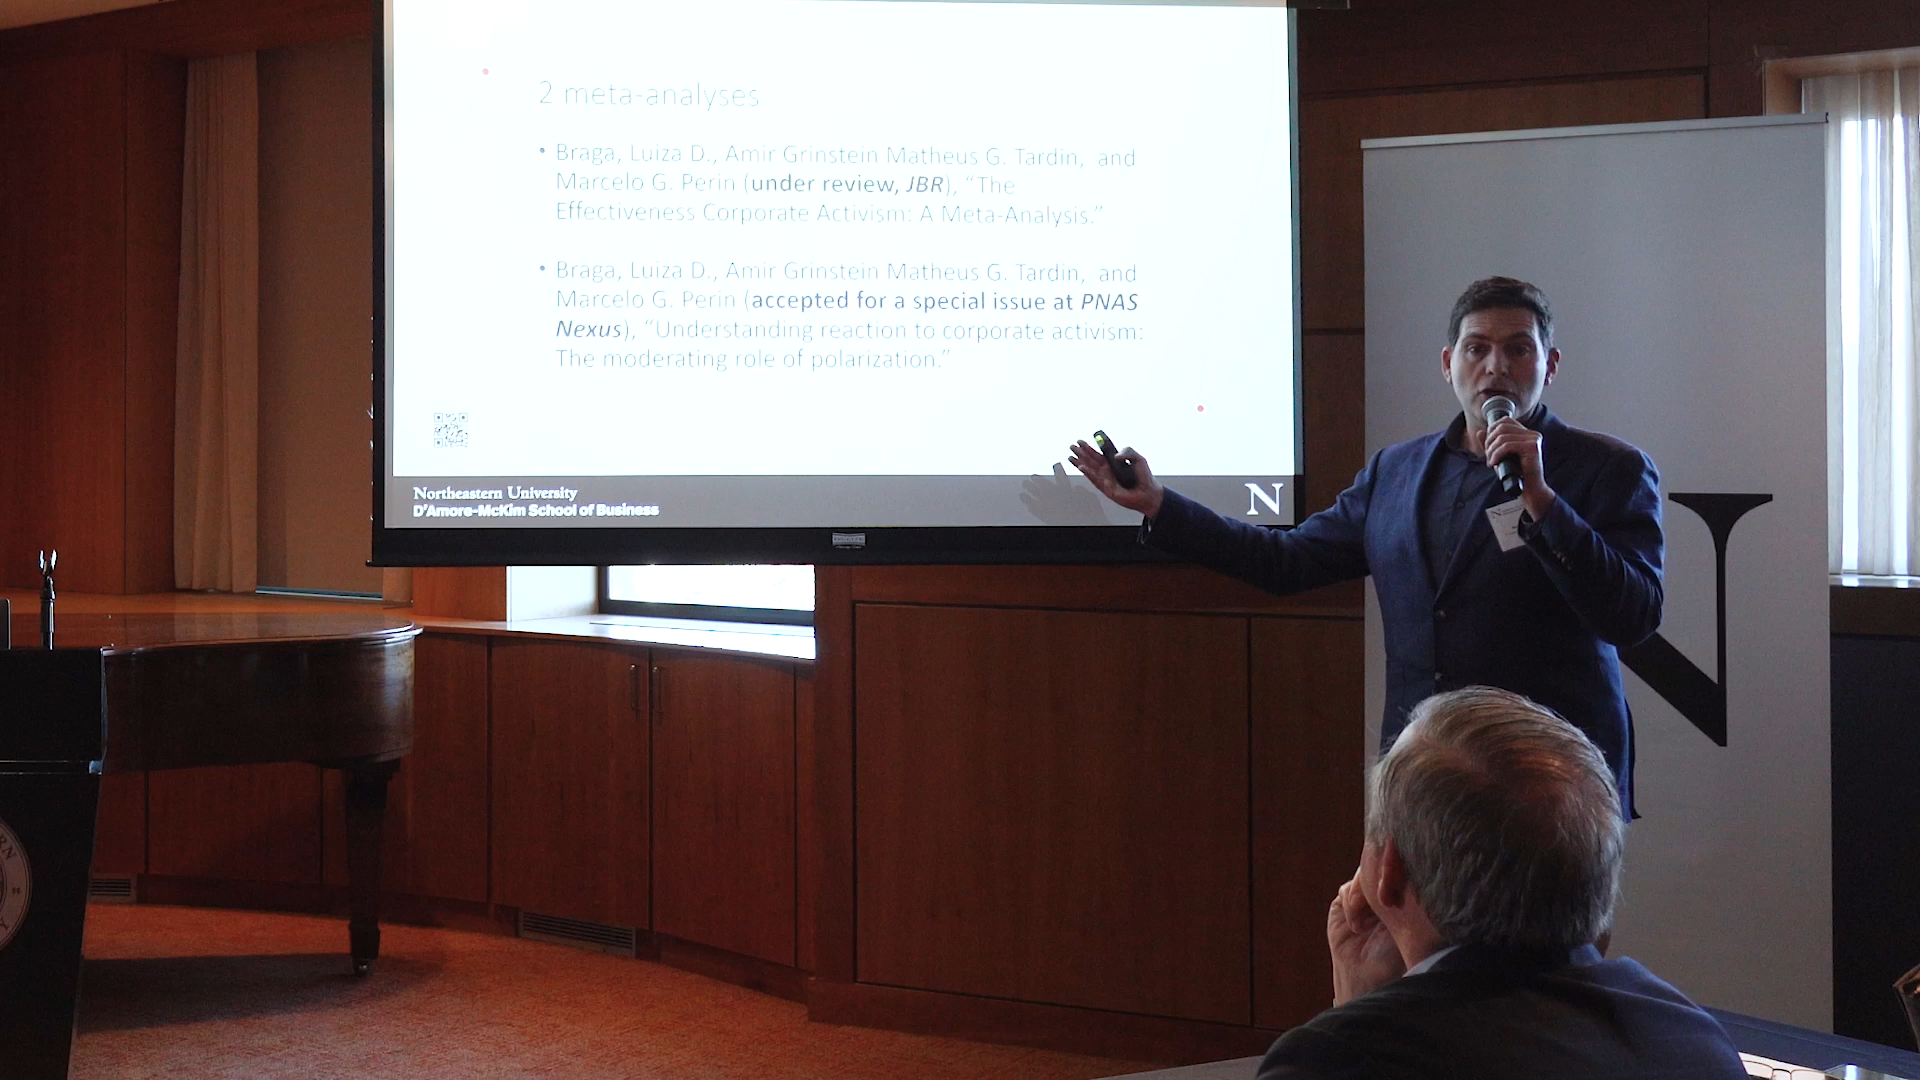 2 meta-analyses
• Braga, Luiza D., Amir Grinstein Matheus G. Tardin, and
Marcelo G. Perin (under review, JBR), “The
Effectiveness Corporate Activism: A Meta-Analysis.”
• Braga, Luiza D., Amir Grinstein Matheus G. Tardin, and
Marcelo G. Perin (accepted for a special issue at PNAS
Nexus), “Understanding reaction to corporate activism:
The moderating role of polarization.”
Northeastern University
D’Amore-McKim School of Business
N
N